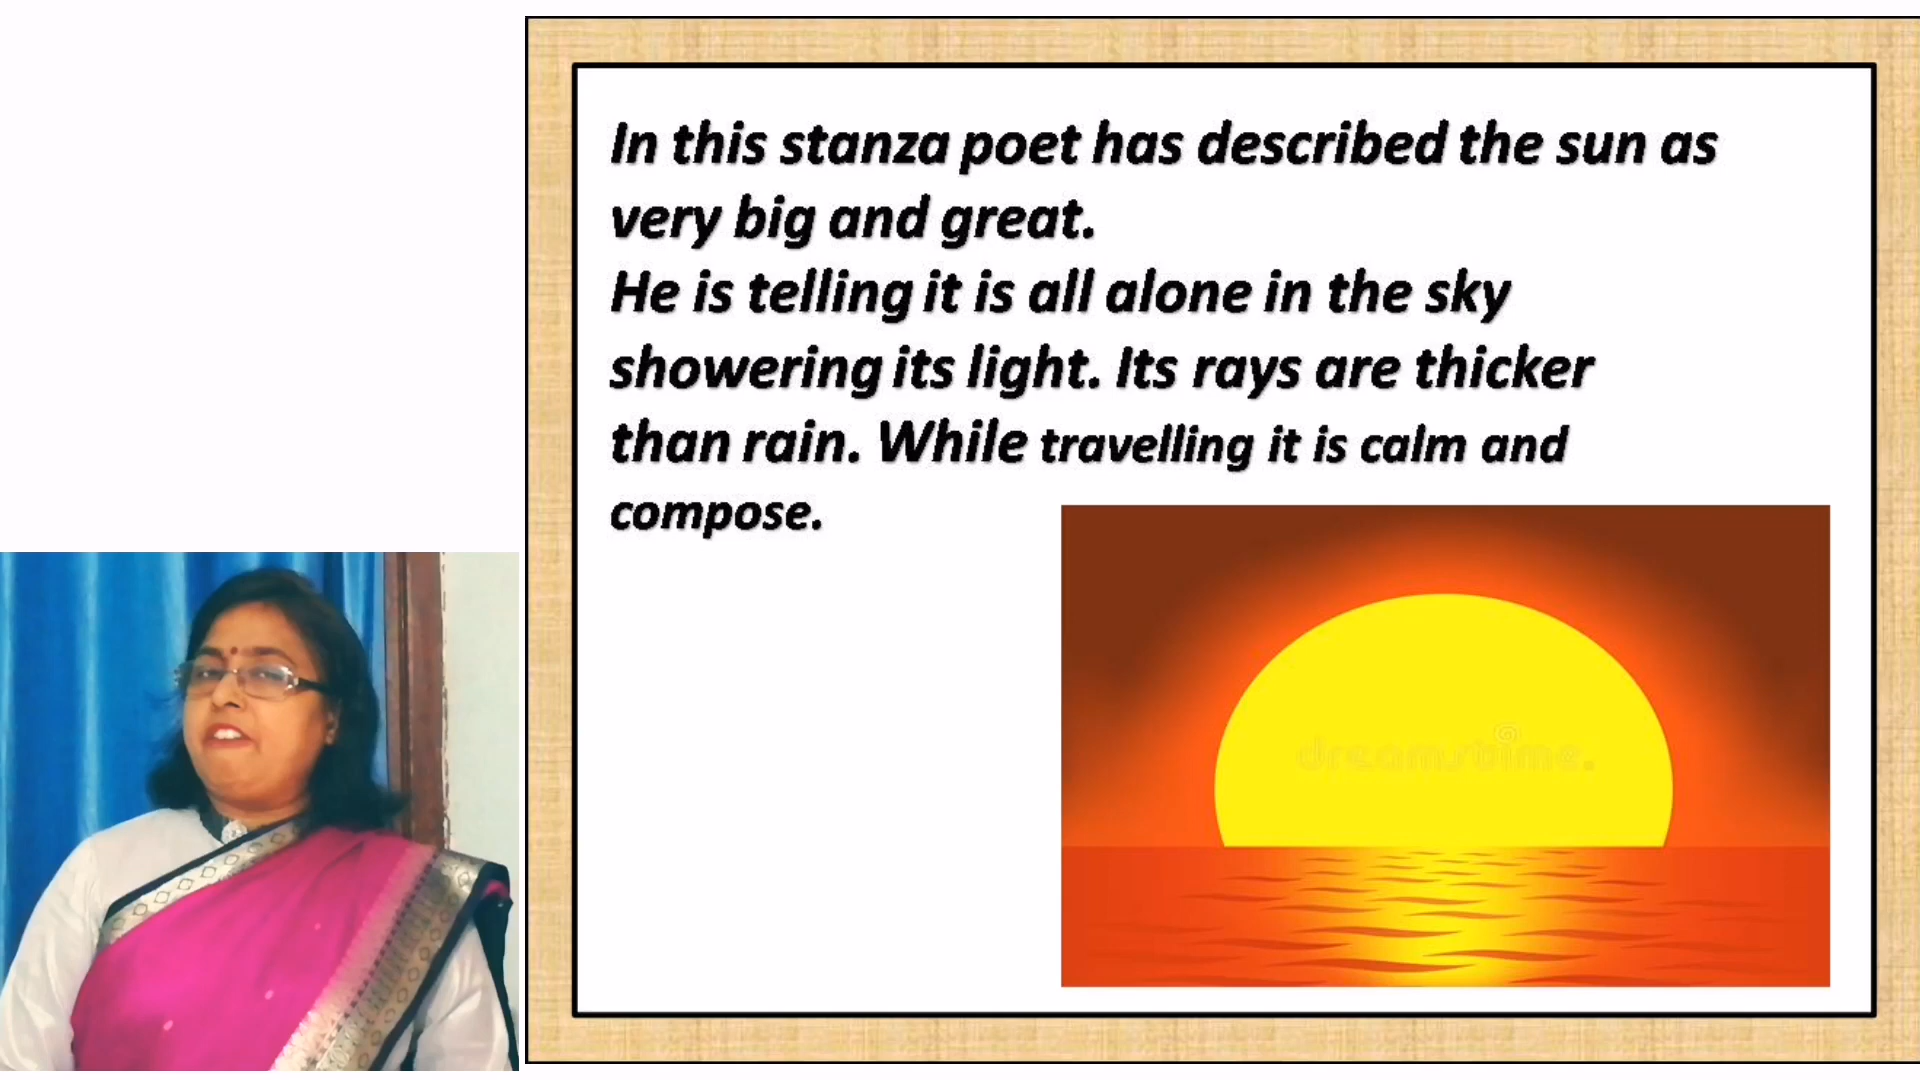 In this stanza poet has described the sun as
very big and great.
He is telling it is all alone in the sky
showering its light. Its rays are thicker
than rain. While travelling it is calm and
compose.
dreamstime.